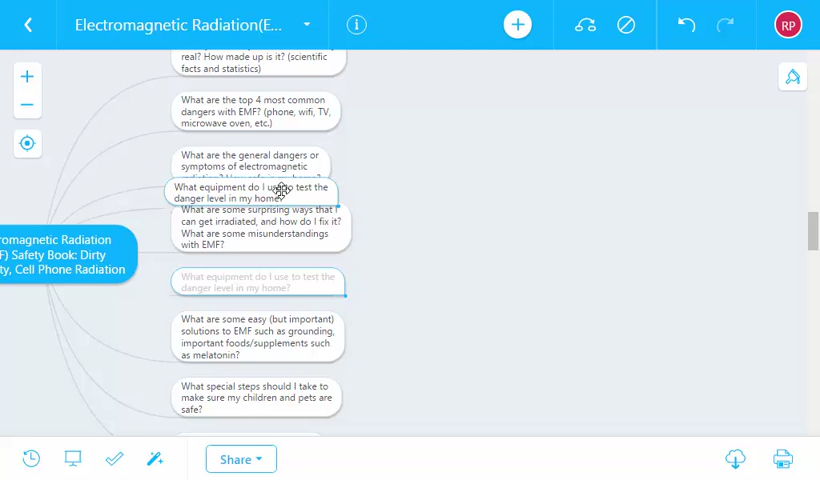 Electromagnetic Radiation(E...
RP
real? How made up is it? (scientific
facts and statistics)
What are the top 4 most common
dangers with EMF? (phone, wifi, TV,
microwave oven, etc.)
What are the general dangers or
symptoms of electromagnetic
What equipment do I use to test the
danger level in my home?
What are some surprising ways that I
can get irradiated, and how do I fix it?
What are some misunderstandings
with EMF?
romagnetic Radiation
F) Safety Book: Dirty
ty, Cell Phone Radiation
What equipment do I use to test the
danger level in my home?
What are some easy (but important)
solutions to EMF such as grounding,
important foods/supplements such
as melatonin?
What special steps should I take to
make sure my children and pets are
safe?
Share